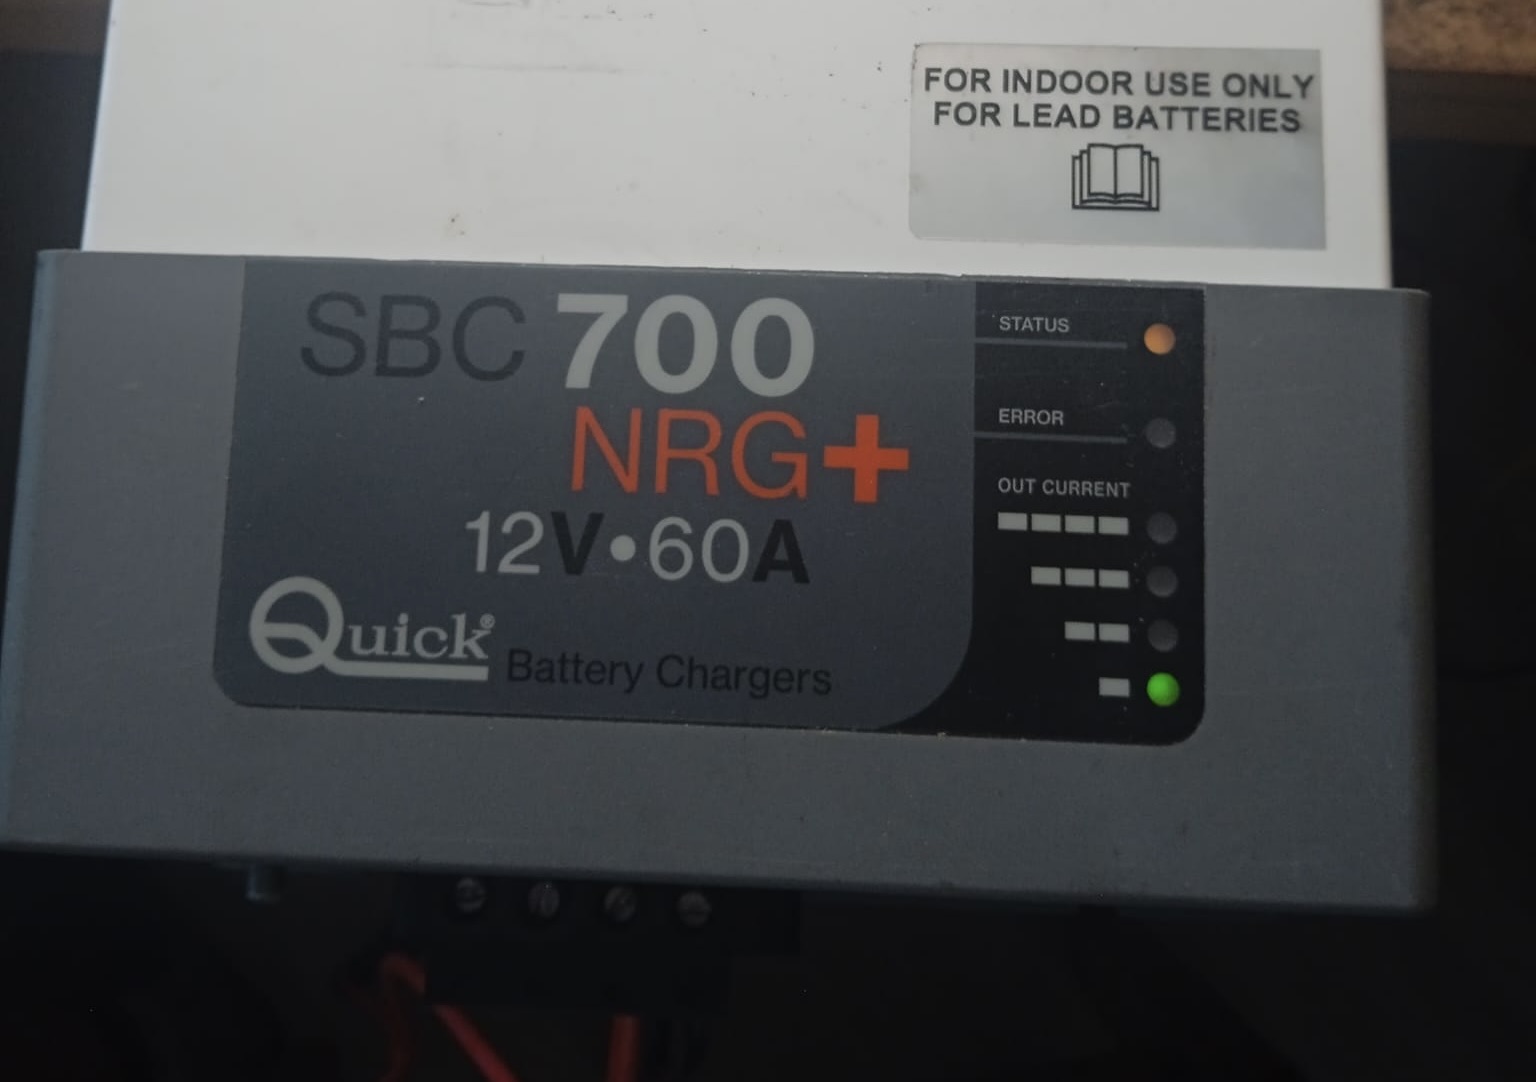 FOR INDOOR USE ONLY
FOR LEAD BATTERIES
SBC 700
NRG+
12V•60A
Quick® Battery Chargers
STATUS
ERROR
OUT CURRENT